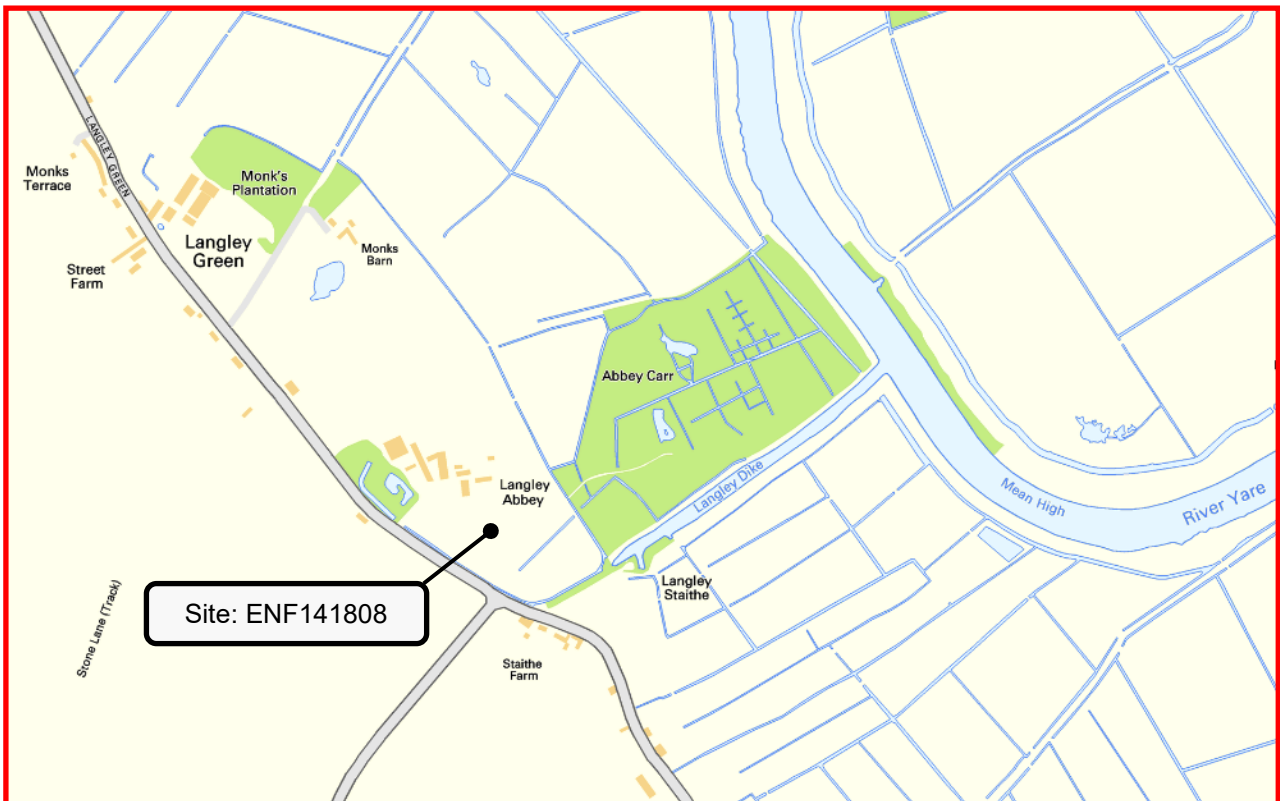 LANGLEY GREEN
Monks
Terrace
Monk's
Plantation
Langley
Green
Monks
Barn
Street
Farm
Abbey Carr
Langley
Abbey
Langley Dike
Mean High
River Yare
Langley
Staithe
Site: ENF141808
Stone Lane (Track)
Staithe
Farm